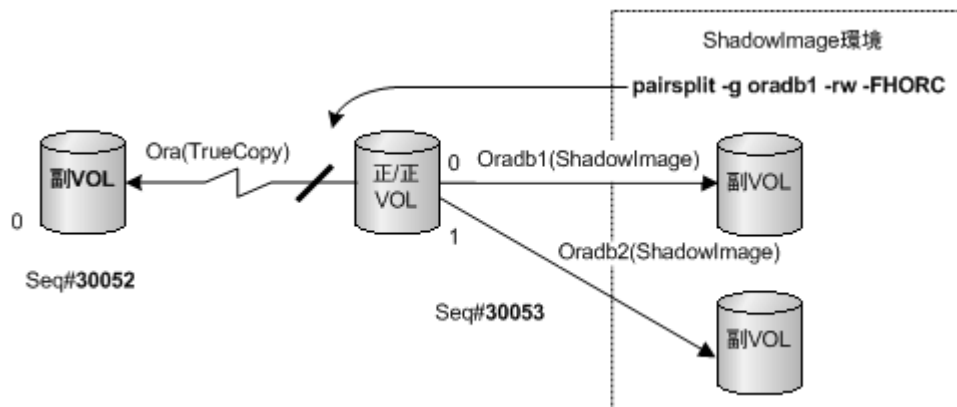 ShadowImage環境
pairsplit -g oradb1 -rw -FHORC
Ora(TrueCopy)
0
Oradb1(ShadowImage)
副VOL
正/正
VOL
副VOL
0
1
Oradb2(ShadowImage)
Seq#30052
Seq#30053
副VOL